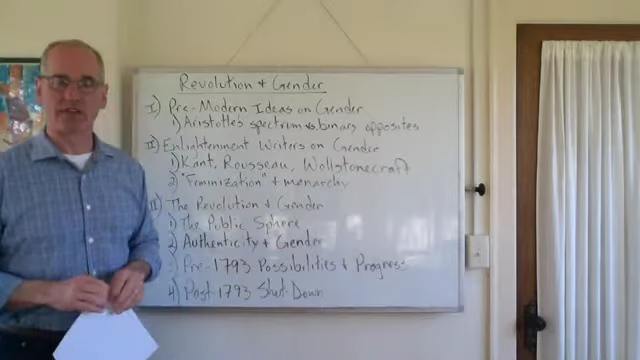 Revolution & Gender
I) Pre-Modern Ideas on Gender
1) Aristotle's spectrum vs. binary opposites
II) Enlightenment Writers on Gender
1) Kant, Rousseau, Wollstonecraft
2) "Feminization" & monarchy
III) The Revolution & Gender
1) The Public Sphere
2) Authenticity & Gender
3) Pre-1793 Possibilities & Progress
4) Post-1793 Shut-Down